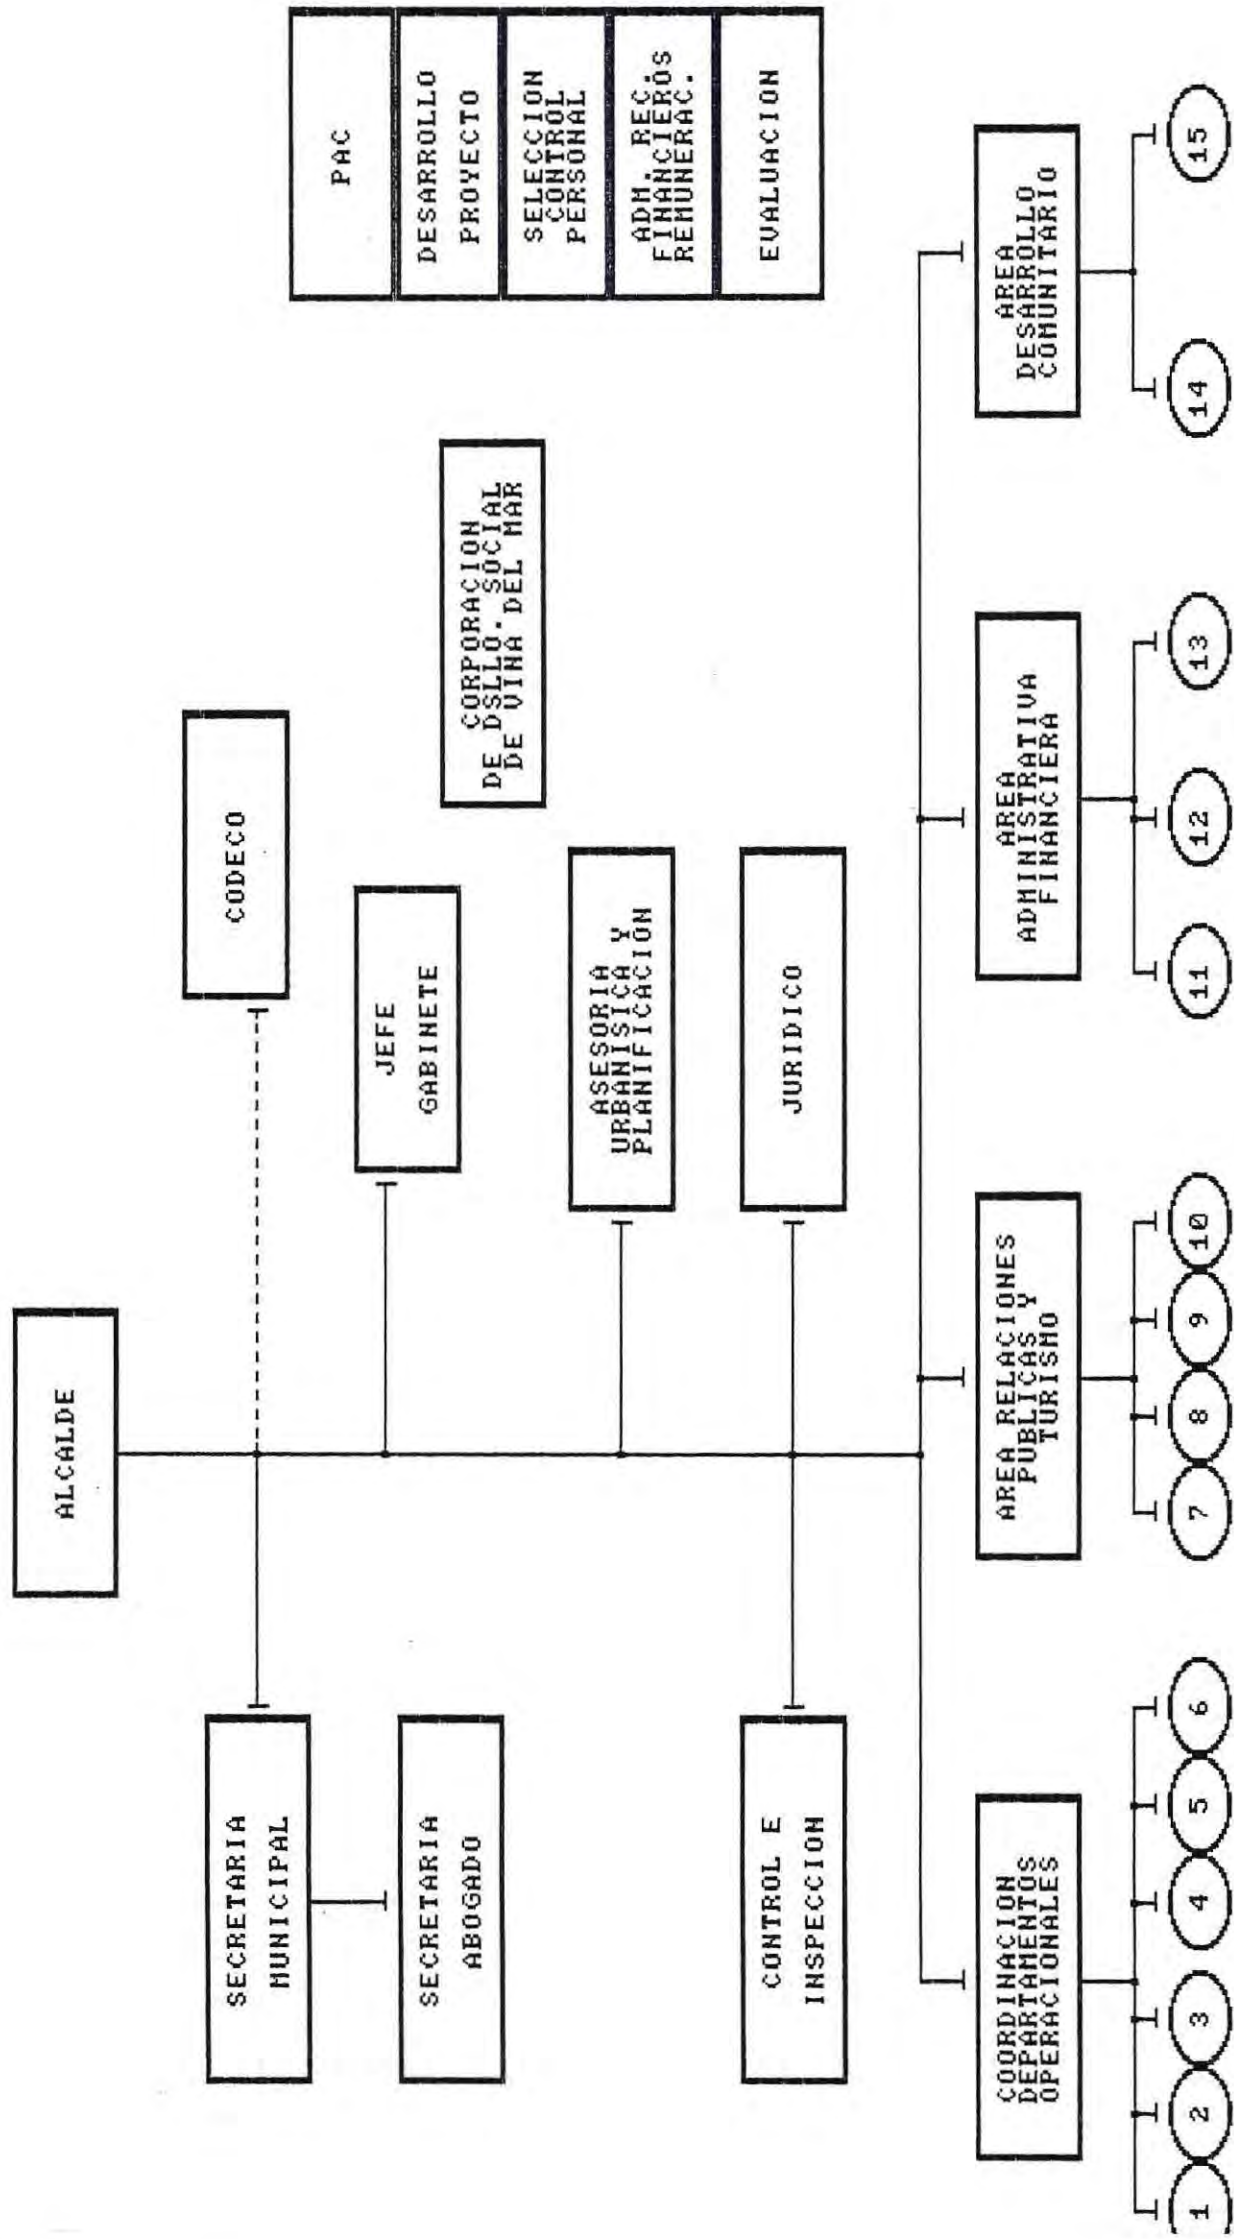 ALCALDE
CODECO
SECRETARIA
MUNICIPAL
JEFE
GABINETE
SECRETARIA
ABOGADO
CORPORACION
DE DSLLO. SOCIAL
DE VINA DEL MAR
PAC
DESARROLLO
PROYECTO
SELECCION
CONTROL
PERSONAL
ADM. REC.
FINANCIEROS
REMUNERAC.
EVALUACION
ASESORIA
URBANISICA Y
PLANIFICACION
CONTROL E
INSPECCION
JURIDICO
COORDINACION
DEPARTAMENTOS
OPERACIONALES
AREA RELACIONES
PUBLICAS Y
TURISMO
AREA
ADMINISTRATIVA
FINANCIERA
AREA
DESARROLLO
COMUNITARIO
1
2
3
4
5
6
7
8
9
10
11
12
13
14
15